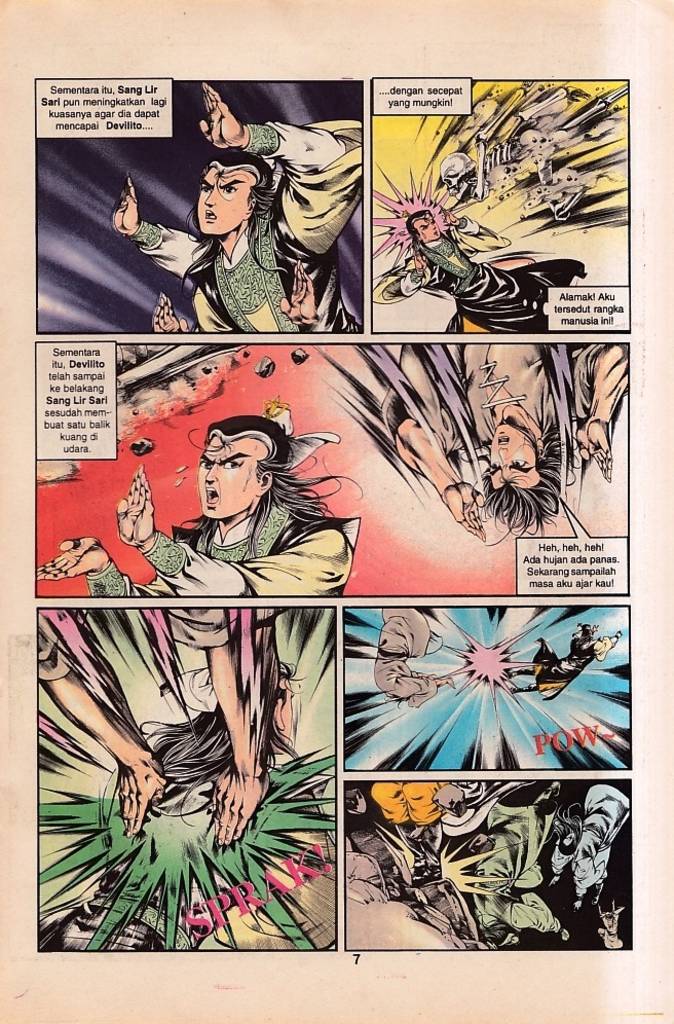 Sementara itu, Sang Lir
Sari pun meningkatkan lagi
kuasanya agar dia dapat
mencapai Devilito....
....dengan secepat
yang mungkin!
Alamak! Aku
tersedut rangka
manusia ini!
Sementara
itu, Devilito
telah sampai
ke belakang
Sang Lir Sari
sesudah mem-
buat satu balik
kuang di
udara.
Heh, heh, heh!
Ada hujan ada panas.
Sekarang sampailah
masa aku ajar kau!
SPRAK!
POW~
7